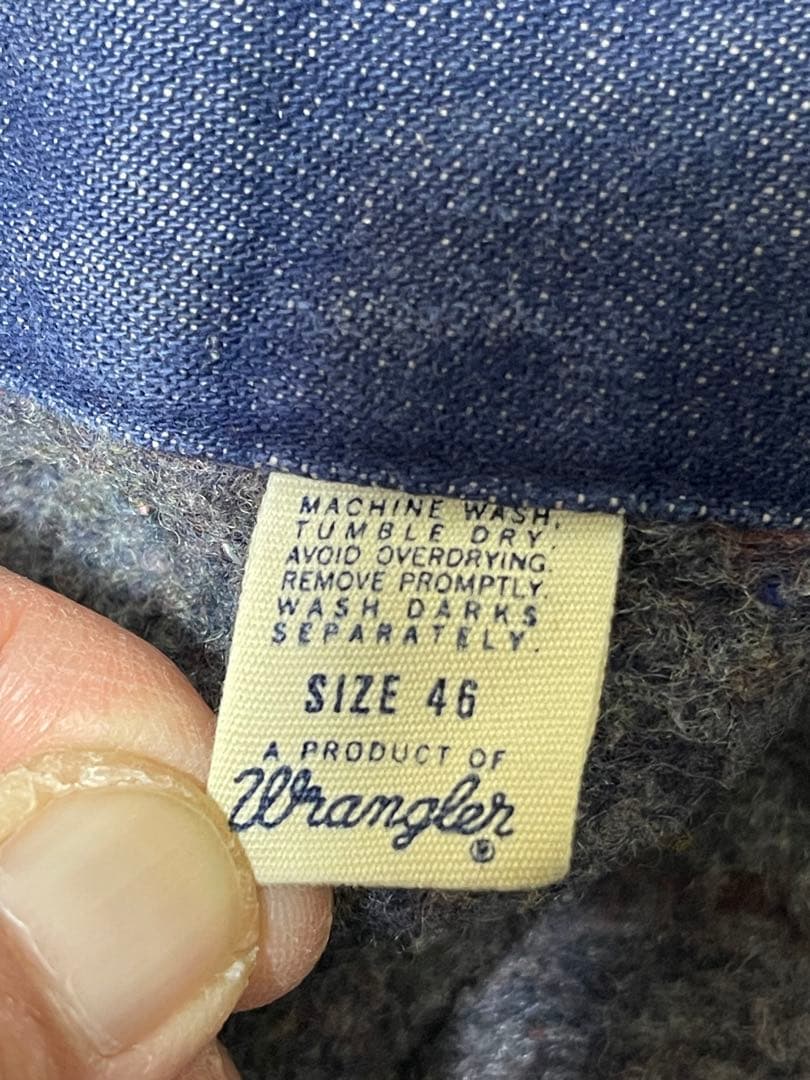 MACHINE WASH,
TUMBLE DRY.
AVOID OVERDRYING.
REMOVE PROMPTLY.
WASH DARKS
SEPARATELY.
SIZE 46
A PRODUCT OF
Wrangler
®